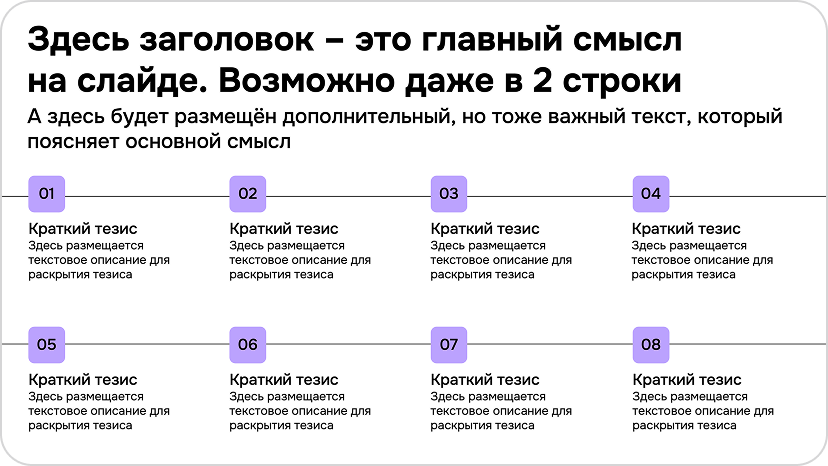 Здесь заголовок – это главный смысл
на слайде. Возможно даже в 2 строки
А здесь будет размещён дополнительный, но тоже важный текст, который
поясняет основной смысл
01
Краткий тезис
Здесь размещается
текстовое описание для
раскрытия тезиса
02
Краткий тезис
Здесь размещается
текстовое описание для
раскрытия тезиса
03
Краткий тезис
Здесь размещается
текстовое описание для
раскрытия тезиса
04
Краткий тезис
Здесь размещается
текстовое описание для
раскрытия тезиса
05
Краткий тезис
Здесь размещается
текстовое описание для
раскрытия тезиса
06
Краткий тезис
Здесь размещается
текстовое описание для
раскрытия тезиса
07
Краткий тезис
Здесь размещается
текстовое описание для
раскрытия тезиса
08
Краткий тезис
Здесь размещается
текстовое описание для
раскрытия тезиса